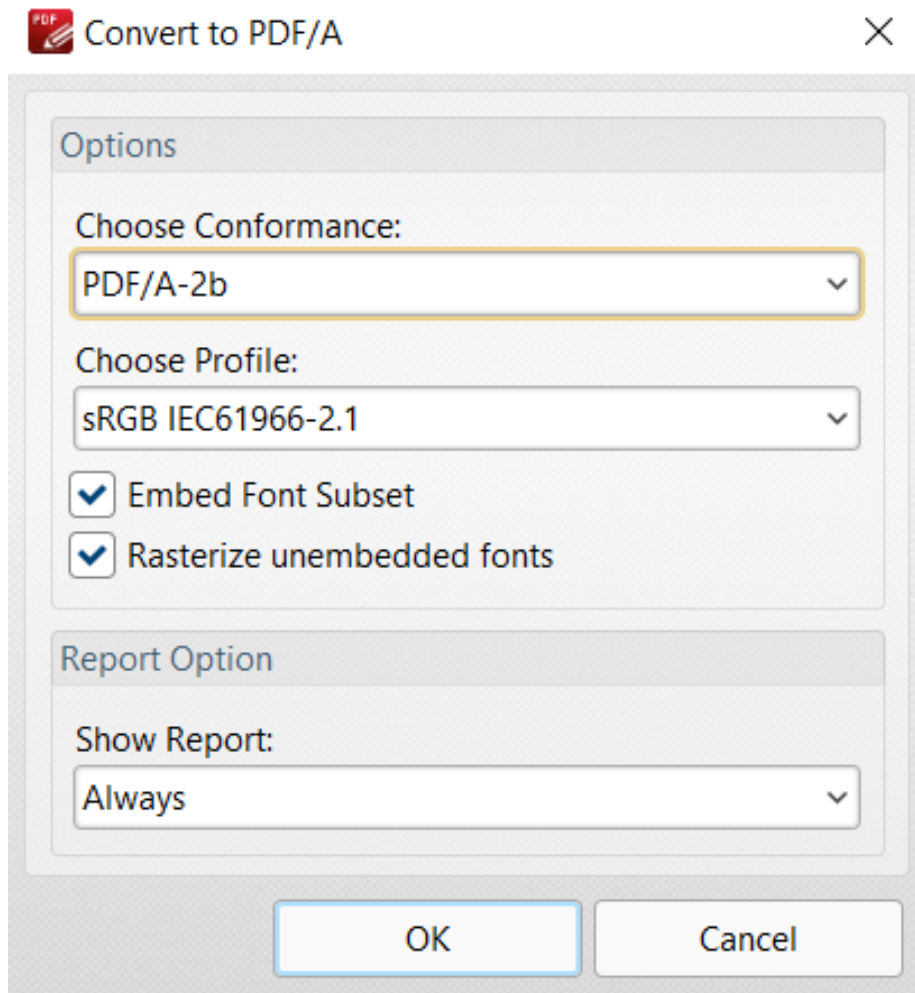 PDF
Convert to PDF/A
Options
Choose Conformance:
PDF/A-2b
Choose Profile:
sRGB IEC61966-2.1
Embed Font Subset
Rasterize unembedded fonts
Report Option
Show Report:
Always
OK
Cancel